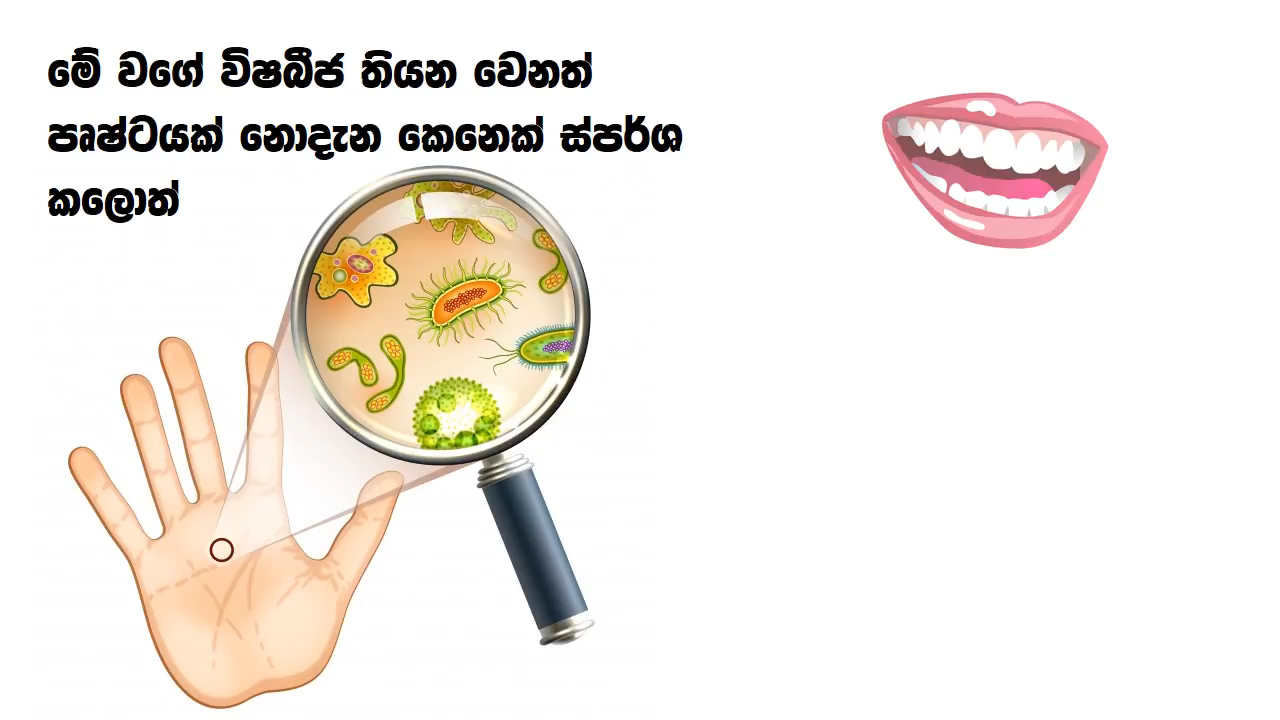 මේ වගේ විෂබීජ තියන වෙනත්
පෘෂ්ටයක් නොදැන කෙනෙක් ස්පර්ශ
කලොත්